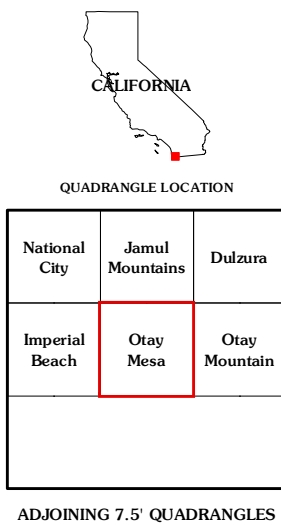 CALIFORNIA
QUADRANGLE LOCATION
National
City
Jamul
Mountains
Dulzura
Imperial
Beach
Otay
Mesa
Otay
Mountain
ADJOINING 7.5' QUADRANGLES